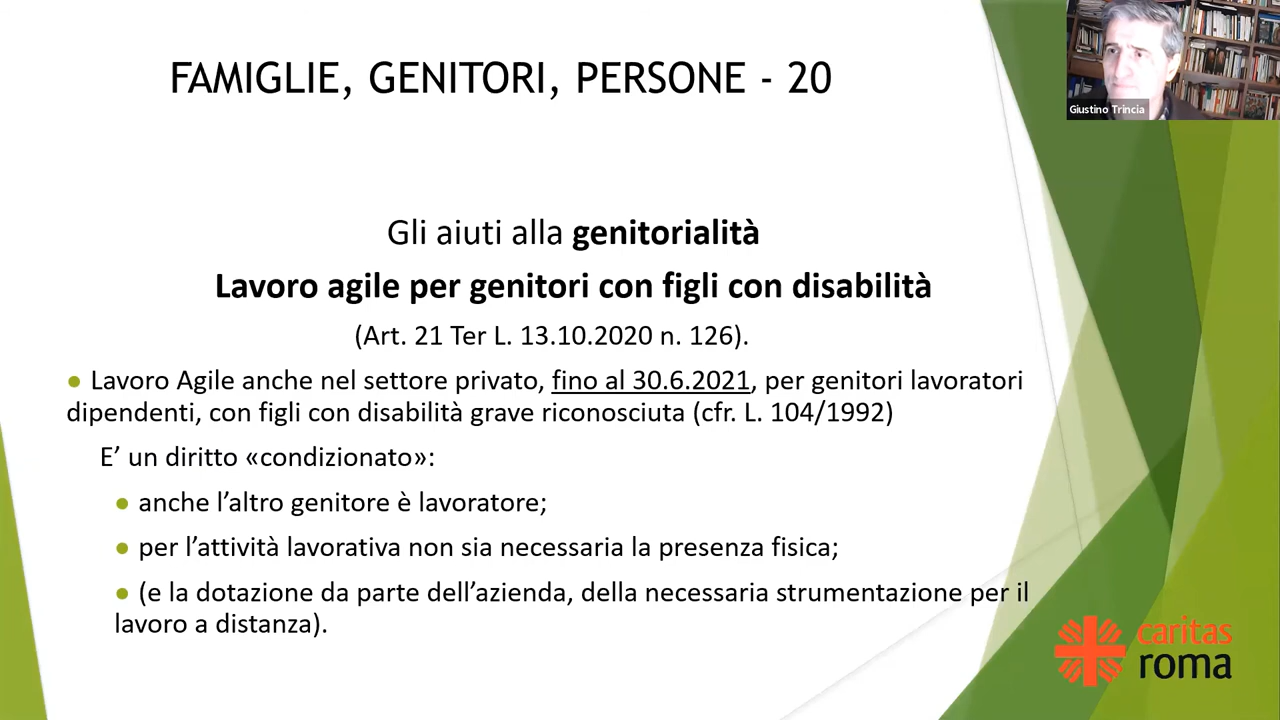 FAMIGLIE, GENITORI, PERSONE - 20
Giustino Trincia
Gli aiuti alla genitorialità
Lavoro agile per genitori con figli con disabilità
(Art. 21 Ter L. 13.10.2020 n. 126).
● Lavoro Agile anche nel settore privato, fino al 30.6.2021, per genitori lavoratori
dipendenti, con figli con disabilità grave riconosciuta (cfr. L. 104/1992)
E’ un diritto «condizionato»:
● anche l’altro genitore è lavoratore;
● per l’attività lavorativa non sia necessaria la presenza fisica;
● (e la dotazione da parte dell’azienda, della necessaria strumentazione per il
lavoro a distanza).
caritas
roma